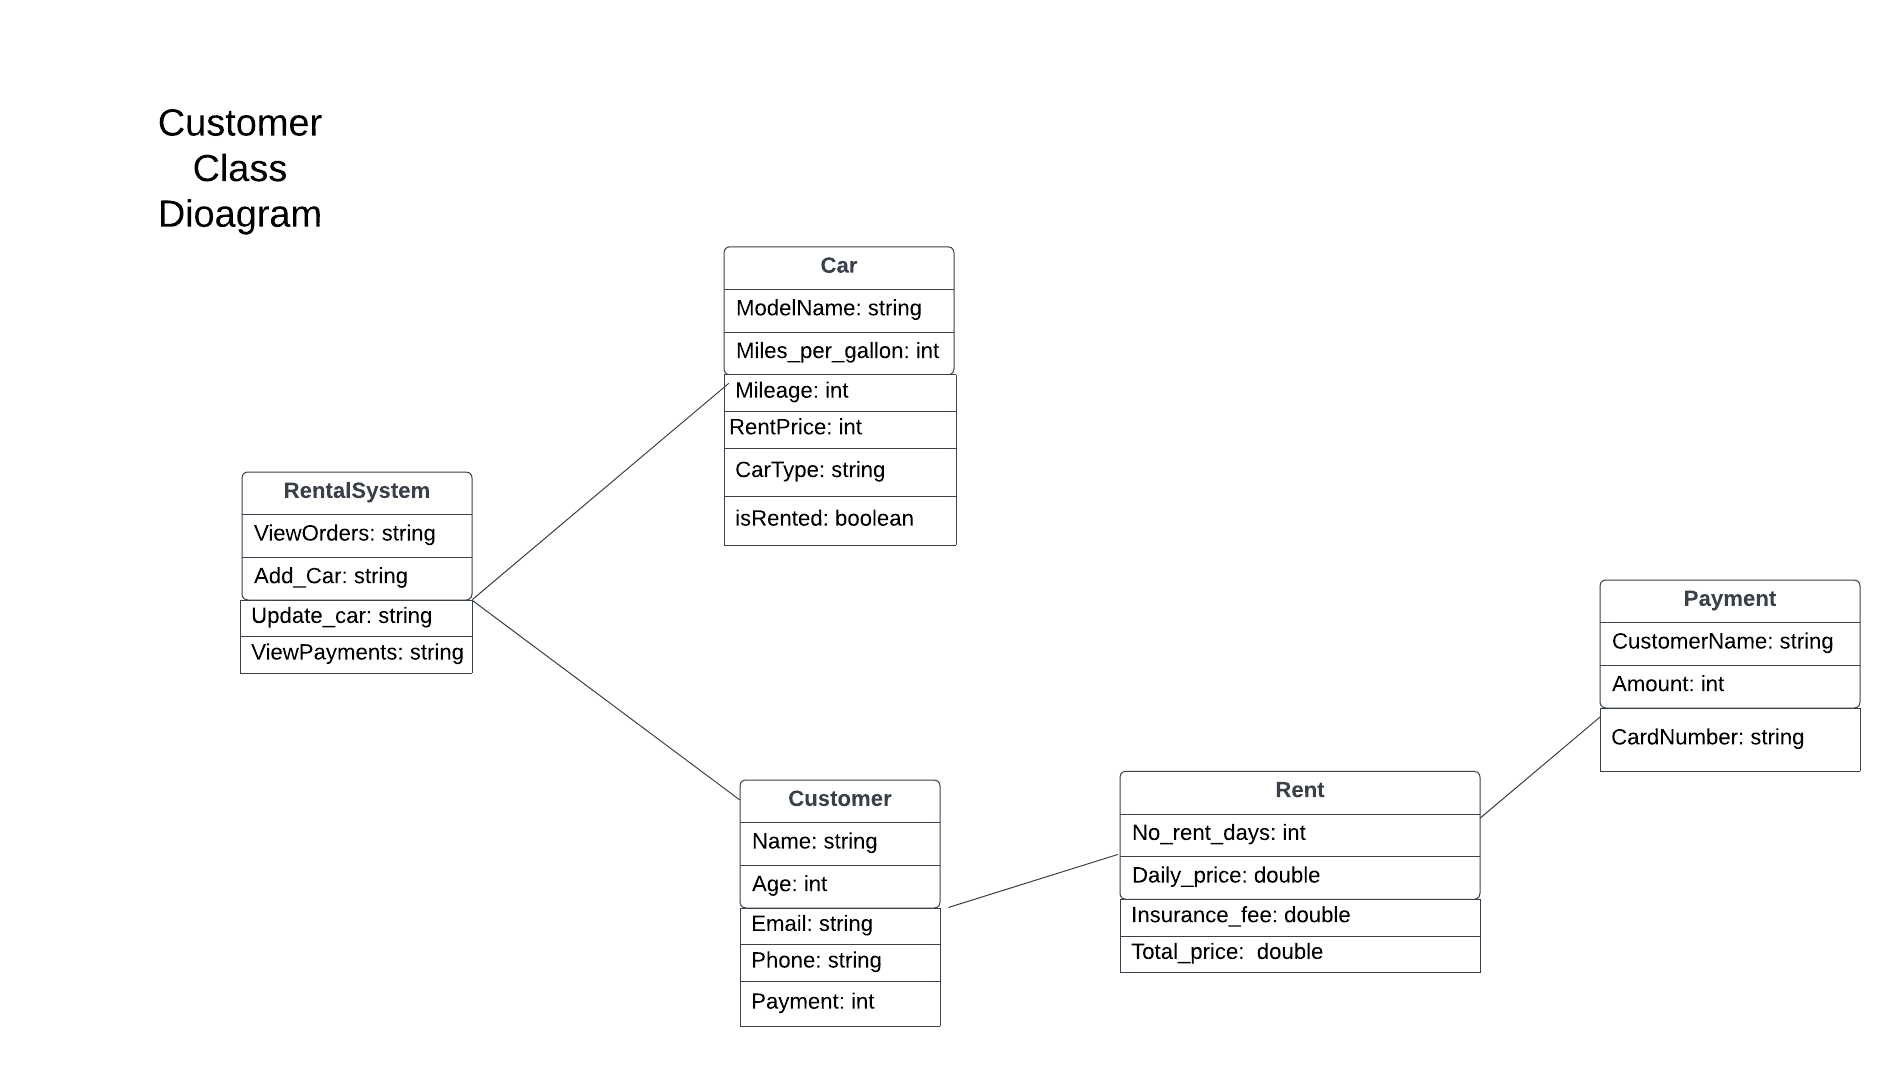 Customer
Class
Dioagram
Car
ModelName: string
Miles_per_gallon: int
Mileage: int
RentPrice: int
CarType: string
isRented: boolean
RentalSystem
ViewOrders: string
Add_Car: string
Update_car: string
ViewPayments: string
Customer
Name: string
Age: int
Email: string
Phone: string
Payment: int
Rent
No_rent_days: int
Daily_price: double
Insurance_fee: double
Total_price:  double
Payment
CustomerName: string
Amount: int
CardNumber: string